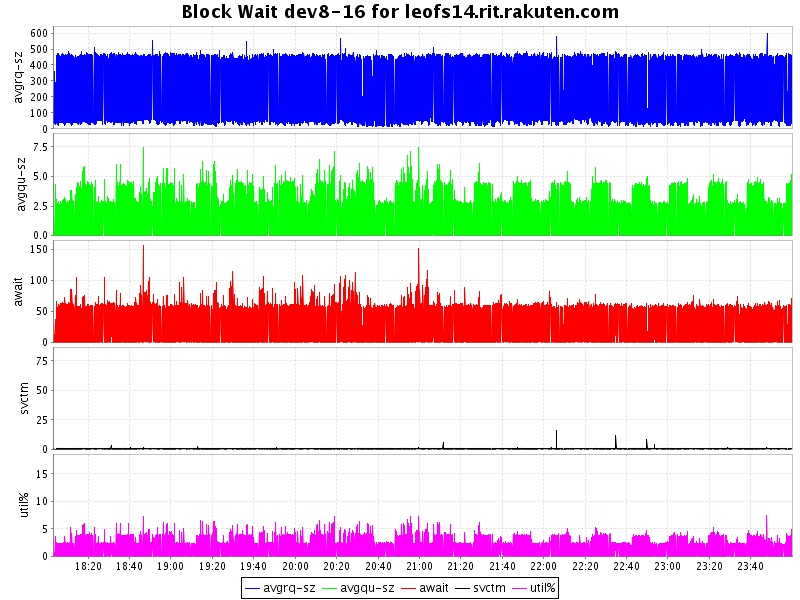 Block Wait dev8-16 for leofs14.rit.rakuten.com
avgrq-sz
600
500
400
300
200
100
0
avgqu-sz
7.5
5.0
2.5
0.0
await
150
100
50
0
svctm
75
50
25
0
util%
15
10
5
0
18:20 18:40 19:00 19:20 19:40 20:00 20:20 20:40 21:00 21:20 21:40 22:00 22:20 22:40 23:00 23:20 23:40
avgrq-sz avgqu-sz await svctm util%